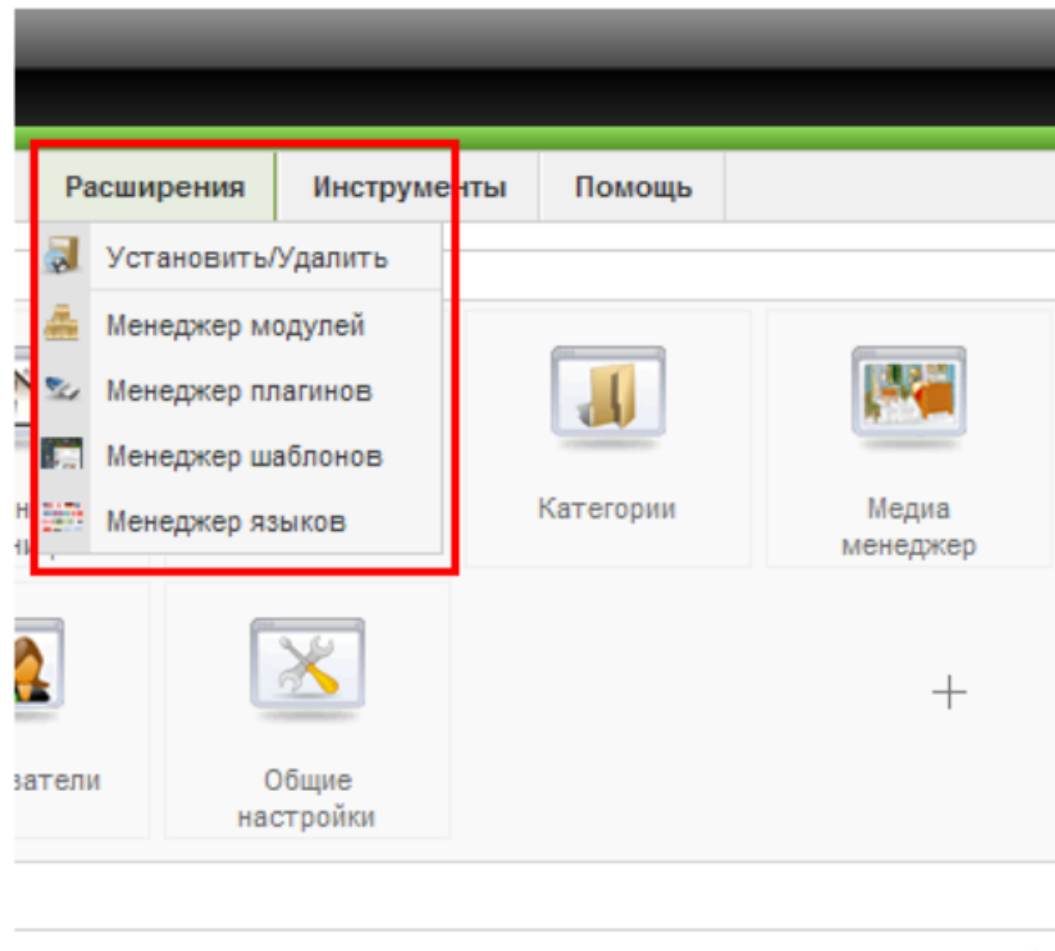 Расширения Инструменты Помощь
Установить/Удалить
Менеджер модулей
Менеджер плагинов
Менеджер шаблонов
Менеджер языков
Категории
Медиа
менеджер
Общие
настройки